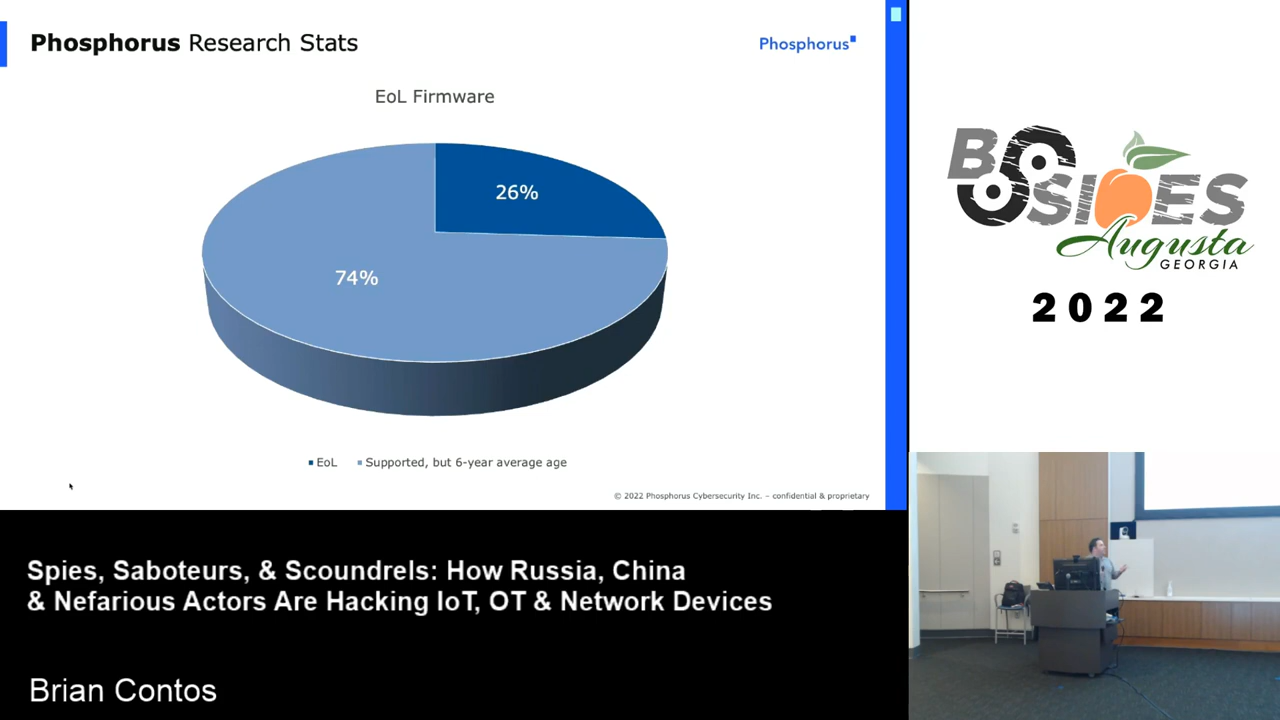 Phosphorus Research Stats
Phosphorus
EoL Firmware
26%
74%
EoL
Supported, but 6-year average age
© 2022 Phosphorus Cybersecurity Inc. – confidential & proprietary
BSIDES
Augusta
GEORGIA
2022
Spies, Saboteurs, & Scoundrels: How Russia, China
& Nefarious Actors Are Hacking IoT, OT & Network Devices
Brian Contos